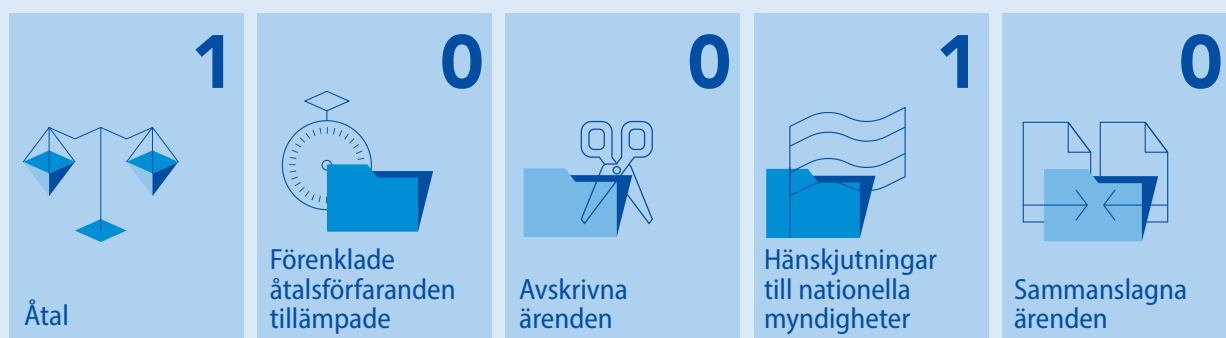 1
Åtal
0
Förenklade
åtalsförfaranden
tillämpade
0
Avskrivna
ärenden
1
Hänskjutningar
till nationella
myndigheter
0
Sammanslagna
ärenden